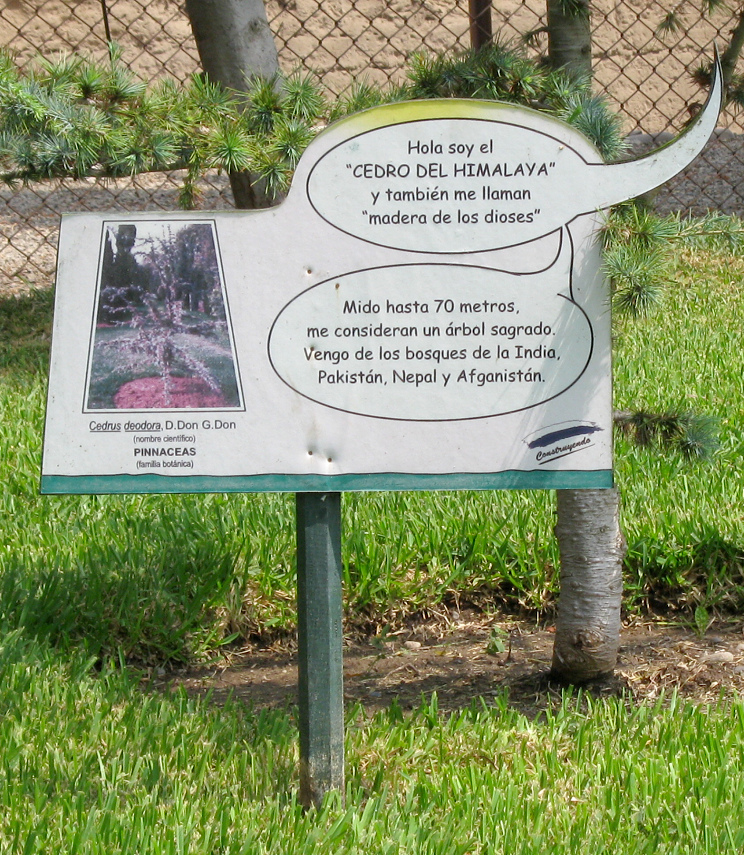 Hola soy el
“CEDRO DEL HIMALAYA”
y también me llaman
“madera de los dioses”
Mido hasta 70 metros,
me consideran un árbol sagrado.
Vengo de los bosques de la India,
Pakistán, Nepal y Afganistán.
Cedrus deodora, D.Don G.Don
(nombre científico)
PINNACEAS
(familia botánica)
Construyendo